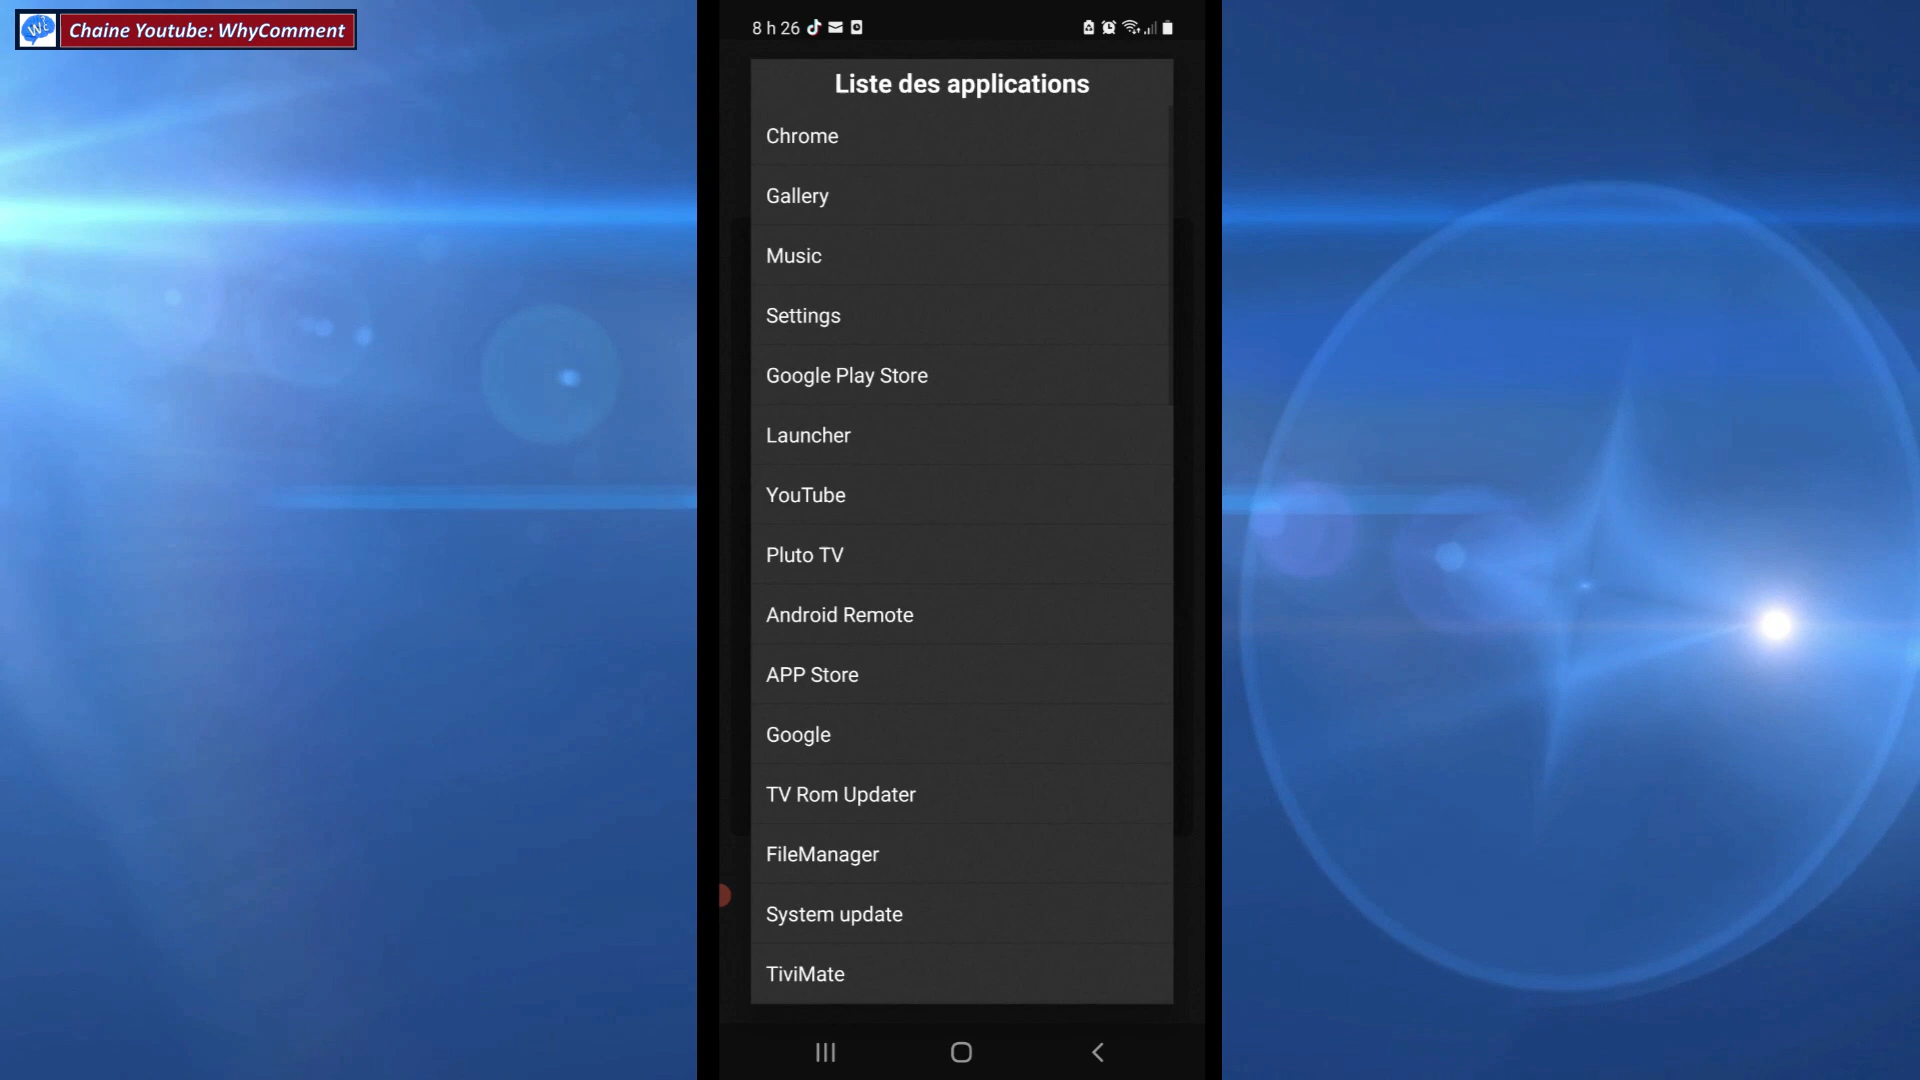 Wc
Chaine Youtube: WhyComment
8 h 26
Liste des applications
Chrome
Gallery
Music
Settings
Google Play Store
Launcher
YouTube
Pluto TV
Android Remote
APP Store
Google
TV Rom Updater
FileManager
System update
TiviMate